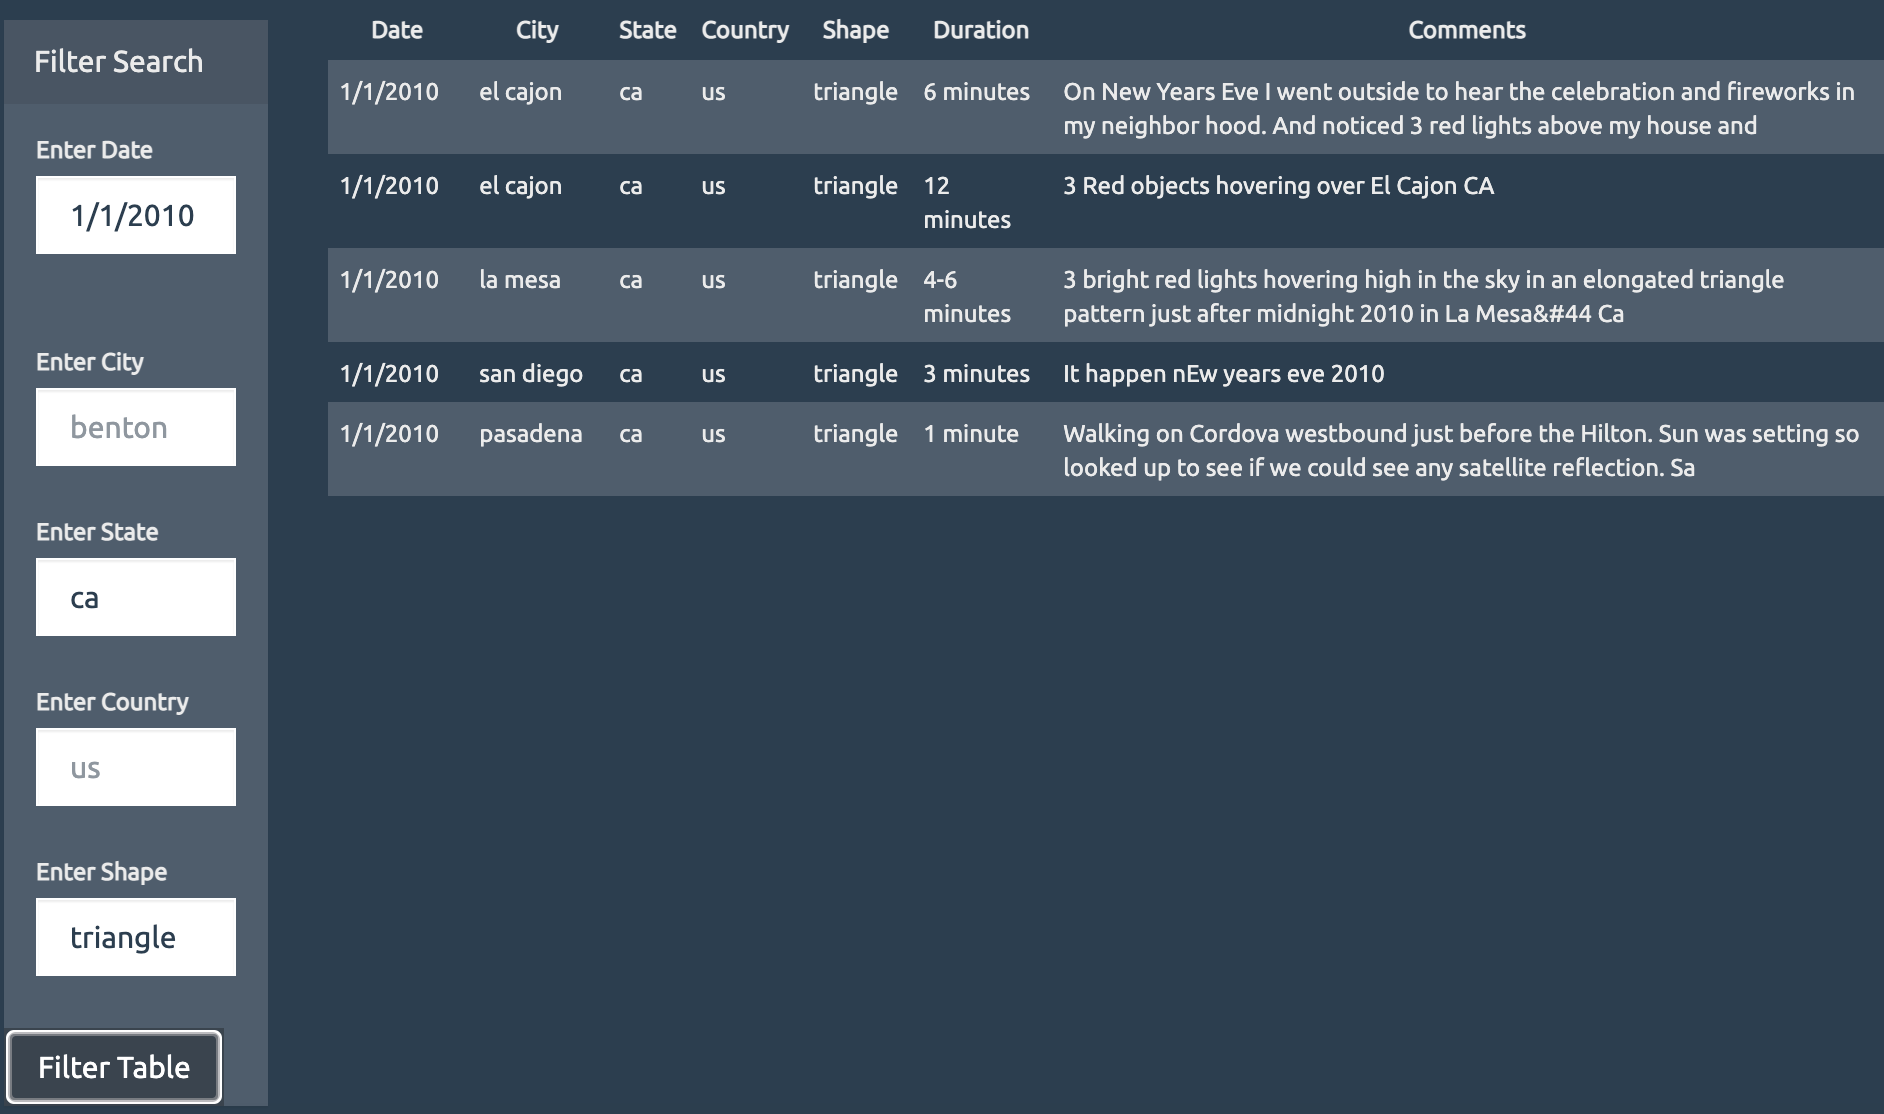 Filter Search
Enter Date
1/1/2010
Enter City
benton
Enter State
ca
Enter Country
us
Enter Shape
triangle
Filter Table
Date City State Country Shape Duration Comments
1/1/2010 el cajon ca us triangle 6 minutes On New Years Eve I went outside to hear the celebration and fireworks in
my neighbor hood. And noticed 3 red lights above my house and
1/1/2010 el cajon ca us triangle 12 3 Red objects hovering over El Cajon CA
minutes
1/1/2010 la mesa ca us triangle 4-6 3 bright red lights hovering high in the sky in an elongated triangle
minutes pattern just after midnight 2010 in La Mesa&#44 Ca
1/1/2010 san diego ca us triangle 3 minutes It happen nEw years eve 2010
1/1/2010 pasadena ca us triangle 1 minute Walking on Cordova westbound just before the Hilton. Sun was setting so
looked up to see if we could see any satellite reflection. Sa